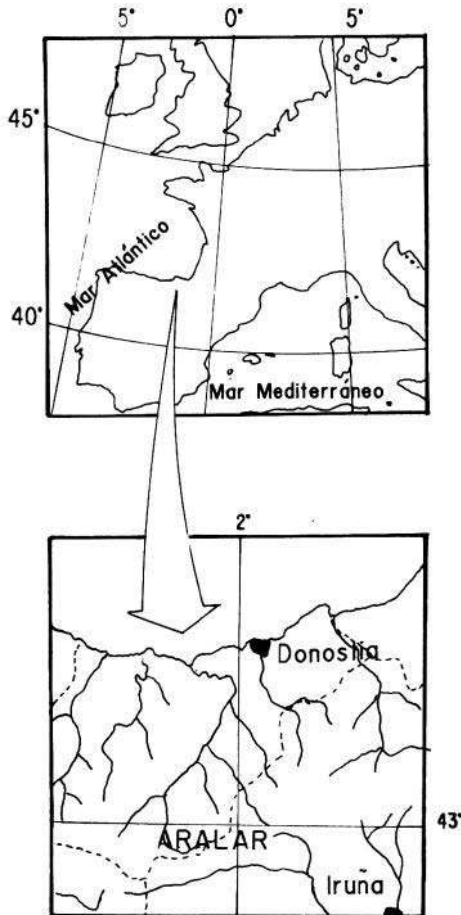 5° 0° 5°
45°
Mar Atlántico
40°
Mar Mediterráneo
2°
Donostia
43°
ARALAR
Iruña